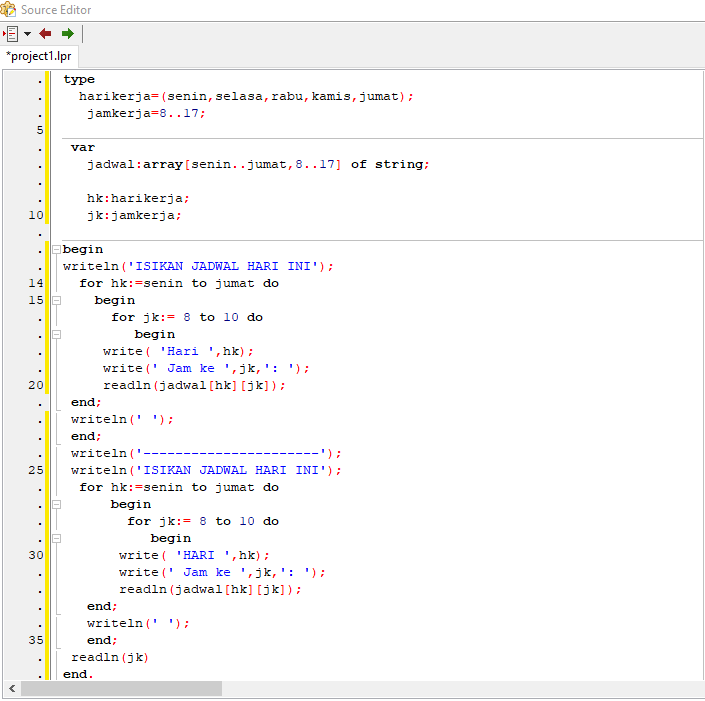 Source Editor
*project1.lpr
. type
. harikerja=(senin,selasa,rabu,kamis,jumat);
. jamkerja=8..17;
5
. var
. jadwal:array[senin..jumat,8..17] of string;
.
. hk:harikerja;
10 jk:jamkerja;
.
. begin
. writeln('ISIKAN JADWAL HARI INI');
14 for hk:=senin to jumat do
15 begin
. for jk:= 8 to 10 do
. begin
. write( 'Hari ',hk);
. write(' Jam ke ',jk,': ');
20 readln(jadwal[hk][jk]);
. end;
. writeln(' ');
. end;
. writeln('----------------------');
25 writeln('ISIKAN JADWAL HARI INI');
. for hk:=senin to jumat do
. begin
. for jk:= 8 to 10 do
. begin
30 write( 'HARI ',hk);
. write(' Jam ke ',jk,': ');
. readln(jadwal[hk][jk]);
. end;
. writeln(' ');
35 end;
. readln(jk)
. end.